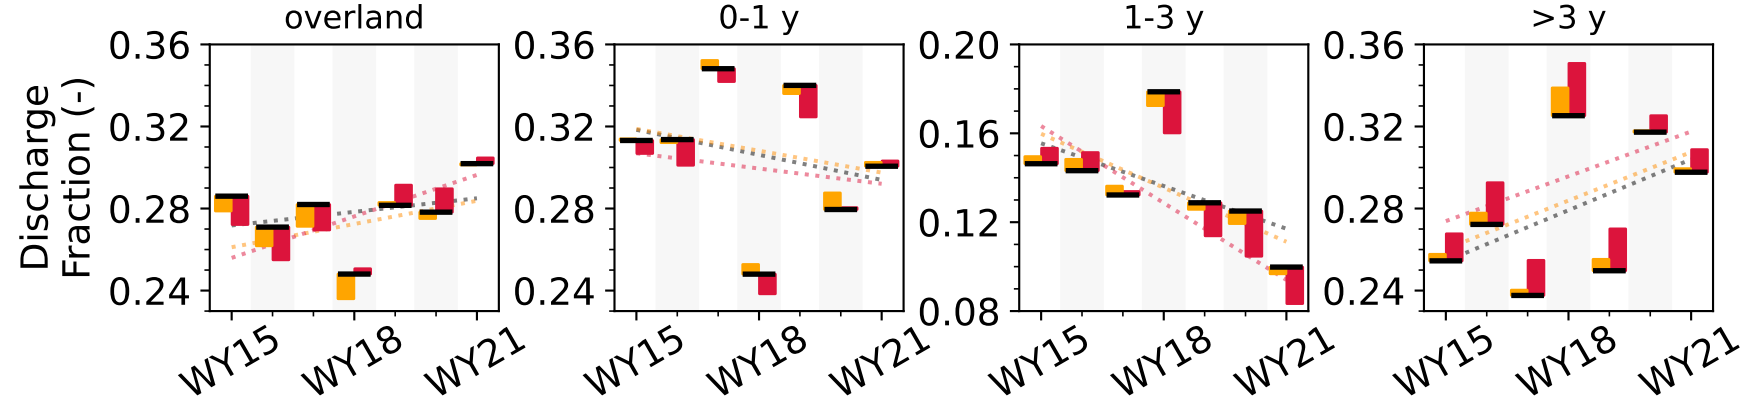 overland
0-1 y
1-3 y
>3 y
Discharge
Fraction (-)
0.36
0.32
0.28
0.24
WY15
WY18
WY21
0.36
0.32
0.28
0.24
WY15
WY18
WY21
0.20
0.16
0.12
0.08
WY15
WY18
WY21
0.36
0.32
0.28
0.24
WY15
WY18
WY21